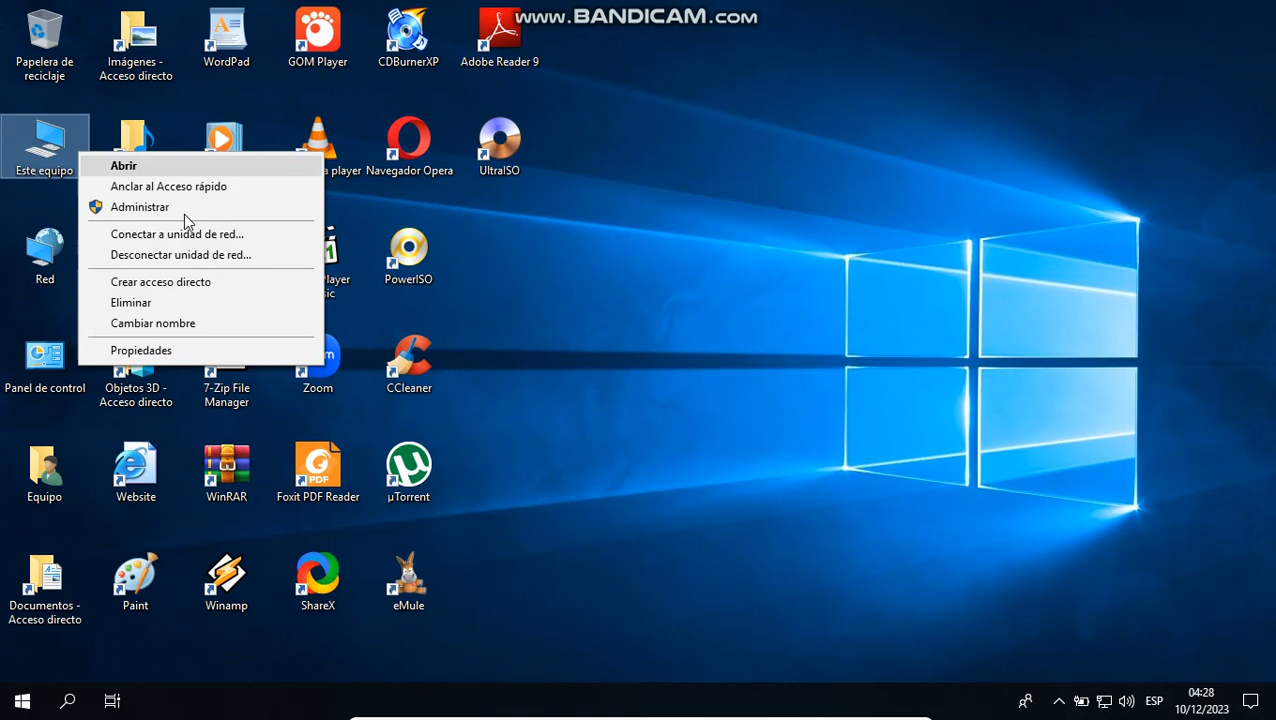 www.BANDICAM.com
Papelera de
reciclaje
Imágenes -
Acceso directo
WordPad
GOM Player
CDBurnerXP
Adobe Reader 9
Este equipo
player
Navegador Opera
UltraISO
Abrir
Anclar al Acceso rápido
Administrar
Conectar a unidad de red...
Desconectar unidad de red...
Crear acceso directo
Eliminar
Cambiar nombre
Propiedades
Red
Player
PowerISO
Panel de control
Objetos 3D -
Acceso directo
7-Zip File
Manager
Zoom
CCleaner
Equipo
Website
WinRAR
PDF
Foxit PDF Reader
µTorrent
Documentos -
Acceso directo
Paint
Winamp
ShareX
eMule
ESP
04:28
10/12/2023